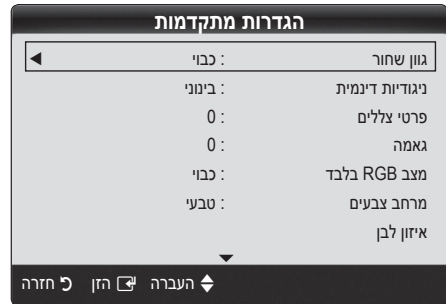 הגדרות מתקדמות
גוון שחור : כבוי
ניגודיות דינמית : בינוני
פרטי צללים : 0
גאמה : 0
מצב RGB בלבד : כבוי
מרחב צבעים : טבעי
איזון לבן
העברה הזן חזרה